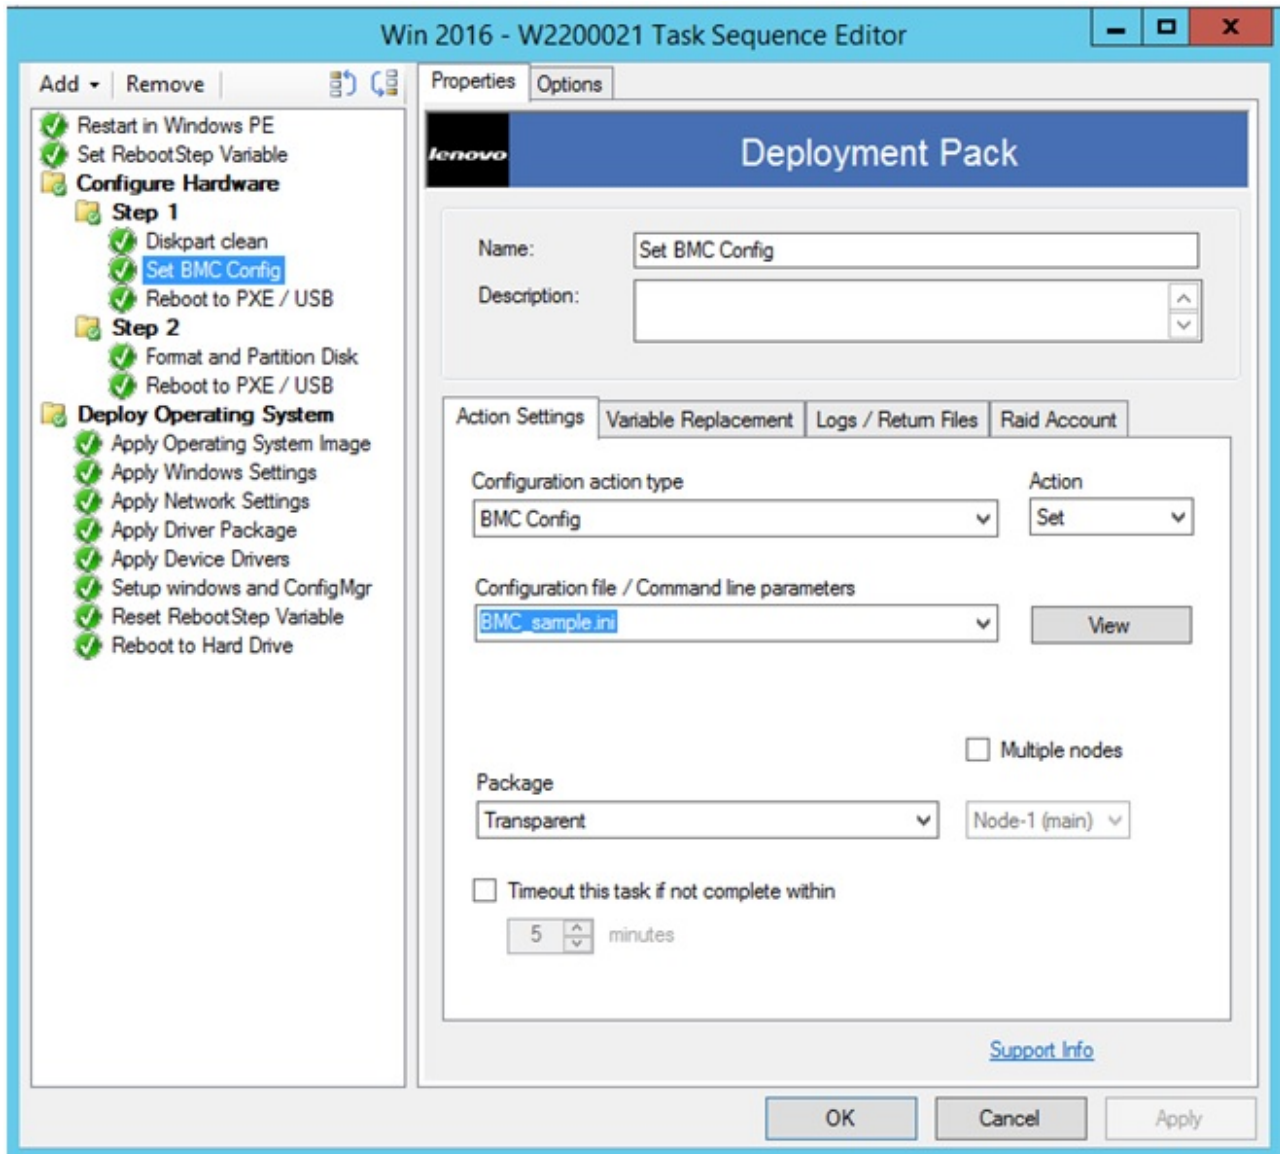 Win 2016 - W2200021 Task Sequence Editor
Add
Remove
Restart in Windows PE
Set RebootStep Variable
Configure Hardware
Step 1
Diskpart clean
Set BMC Config
Reboot to PXE / USB
Step 2
Format and Partition Disk
Reboot to PXE / USB
Deploy Operating System
Apply Operating System Image
Apply Windows Settings
Apply Network Settings
Apply Driver Package
Apply Device Drivers
Setup windows and ConfigMgr
Reset RebootStep Variable
Reboot to Hard Drive
Properties
Options
lenovo
Deployment Pack
Name:
Set BMC Config
Description:
Action Settings
Variable Replacement
Logs / Return Files
Raid Account
Configuration action type
Action
BMC Config
Set
Configuration file / Command line parameters
BMC_sample.ini
View
Multiple nodes
Package
Transparent
Node-1 (main)
Timeout this task if not complete within
5
minutes
Support Info
OK
Cancel
Apply